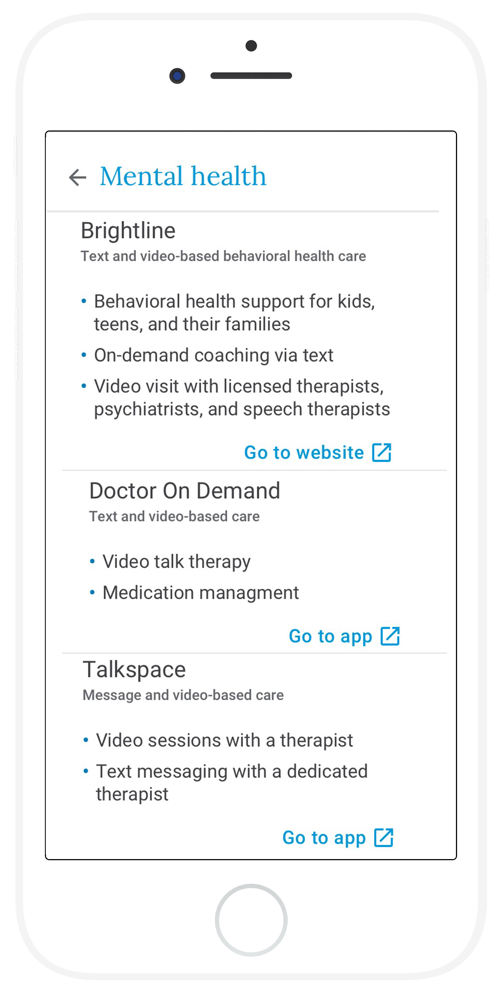 Mental health
Brightline
Text and video-based behavioral health care
• Behavioral health support for kids,
teens, and their families
• On-demand coaching via text
• Video visit with licensed therapists,
psychiatrists, and speech therapists
Go to website
Doctor On Demand
Text and video-based care
• Video talk therapy
• Medication managment
Go to app
Talkspace
Message and video-based care
• Video sessions with a therapist
• Text messaging with a dedicated
therapist
Go to app